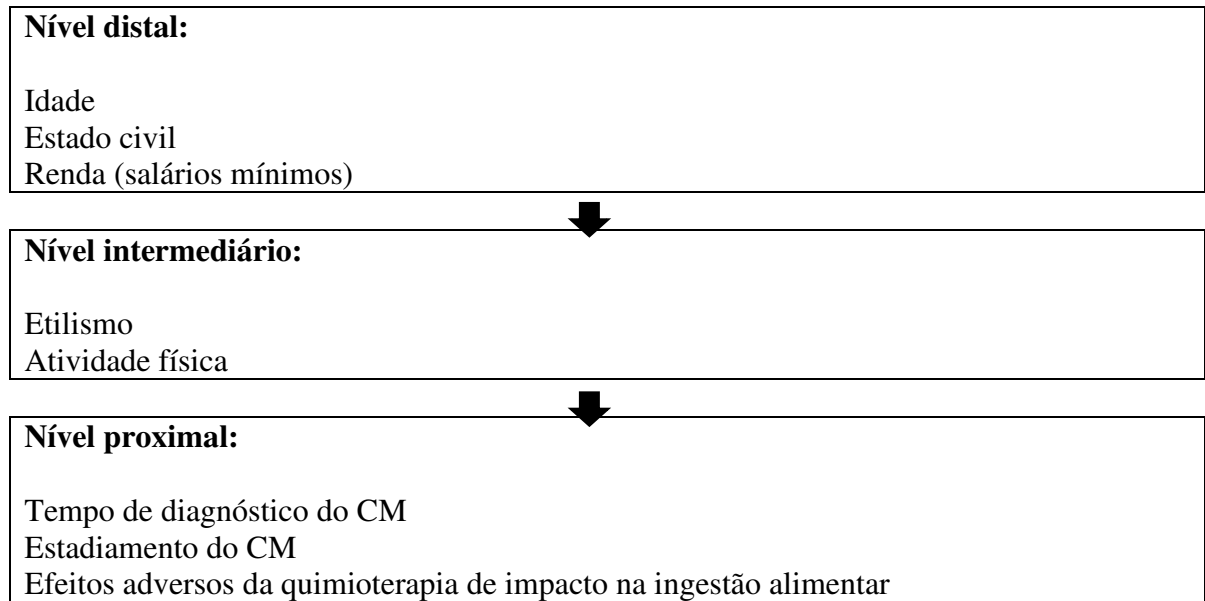 Nível distal:
Idade
Estado civil
Renda (salários mínimos)
Nível intermediário:
Etilismo
Atividade física
Nível proximal:
Tempo de diagnóstico do CM
Estadiamento do CM
Efeitos adversos da quimioterapia de impacto na ingestão alimentar